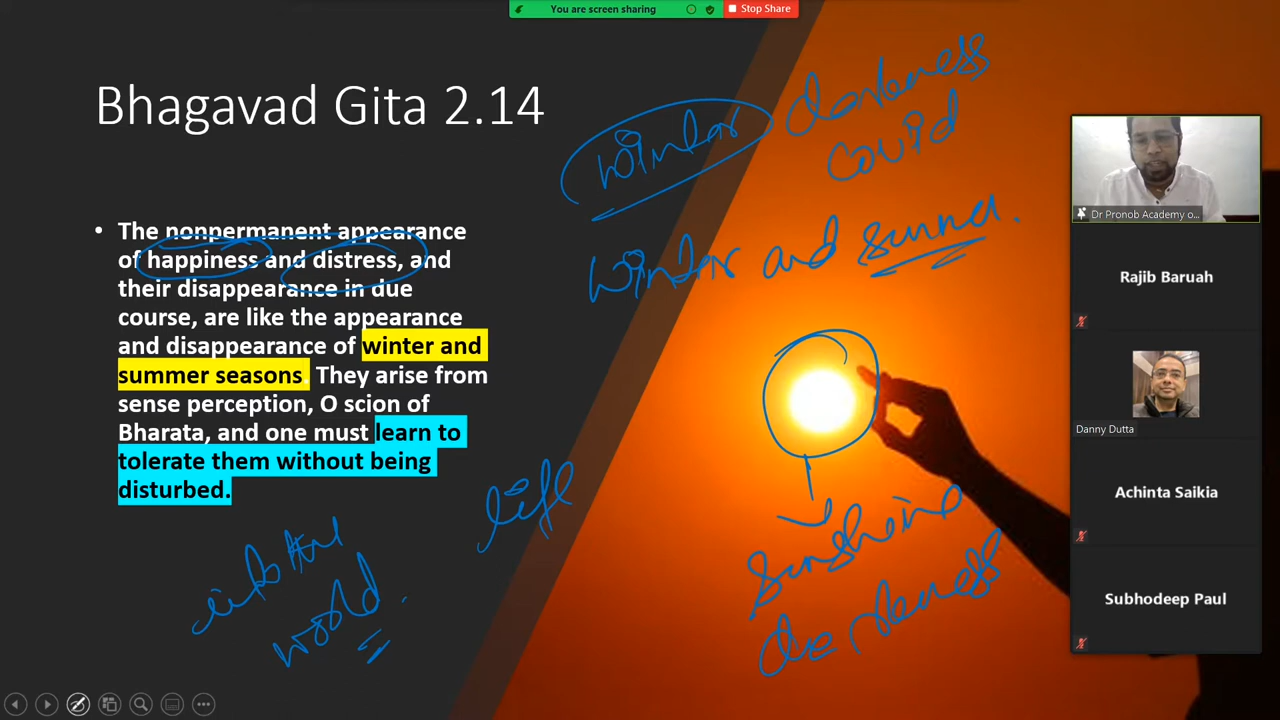 You are screen sharing
Stop Share
Bhagavad Gita 2.14
• The nonpermanent appearance
of happiness and distress, and
their disappearance in due
course, are like the appearance
and disappearance of winter and
summer seasons. They arise from
sense perception, O scion of
Bharata, and one must learn to
tolerate them without being
disturbed.
winter darkness
covid
winter and
life
world.
sunshine
darkness
Dr Pronob Academy o...
Rajib Baruah
Danny Dutta
Achinta Saikia
Subhodeep Paul